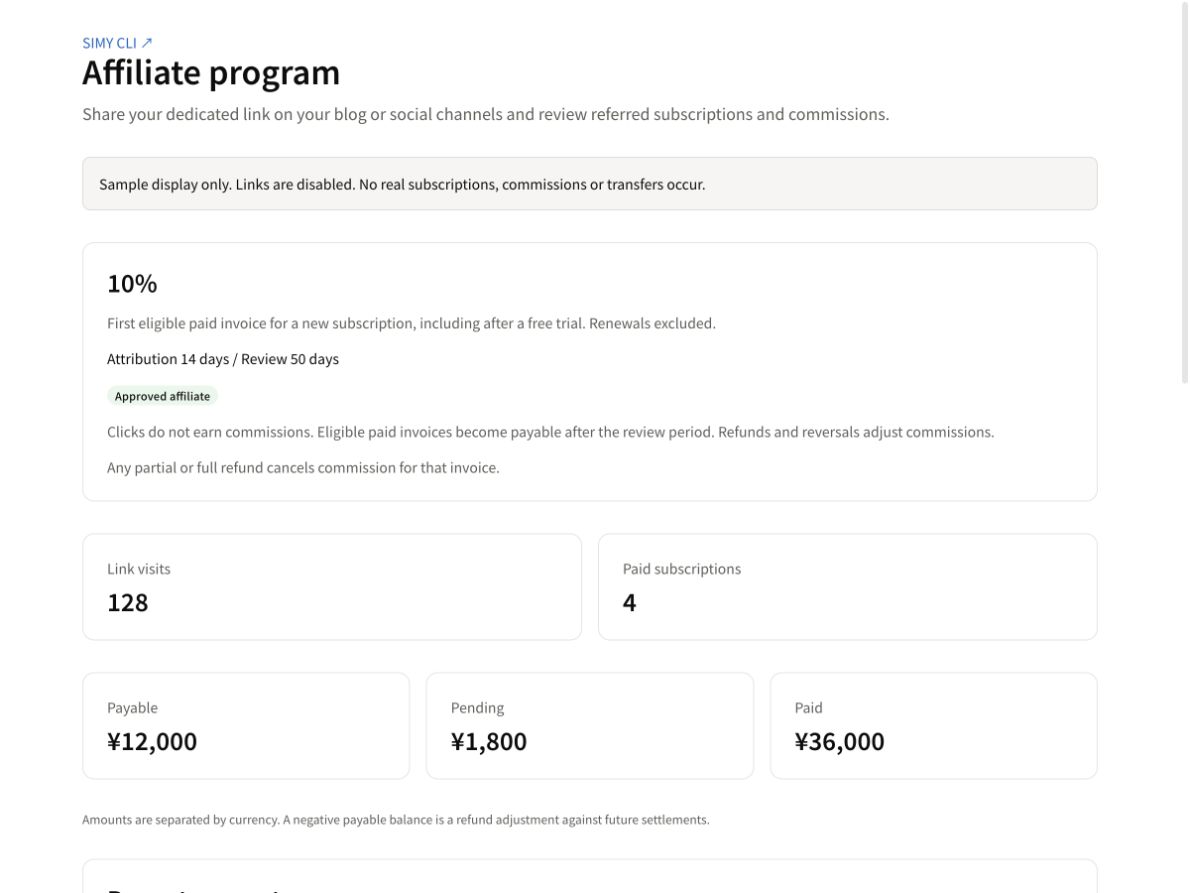 SIMY CLI ↗
Affiliate program
Share your dedicated link on your blog or social channels and review referred subscriptions and commissions.
Sample display only. Links are disabled. No real subscriptions, commissions or transfers occur.
10%
First eligible paid invoice for a new subscription, including after a free trial. Renewals excluded.
Attribution 14 days / Review 50 days
Approved affiliate
Clicks do not earn commissions. Eligible paid invoices become payable after the review period. Refunds and reversals adjust commissions.
Any partial or full refund cancels commission for that invoice.
Link visits
128
Paid subscriptions
4
Payable
¥12,000
Pending
¥1,800
Paid
¥36,000
Amounts are separated by currency. A negative payable balance is a refund adjustment against future settlements.